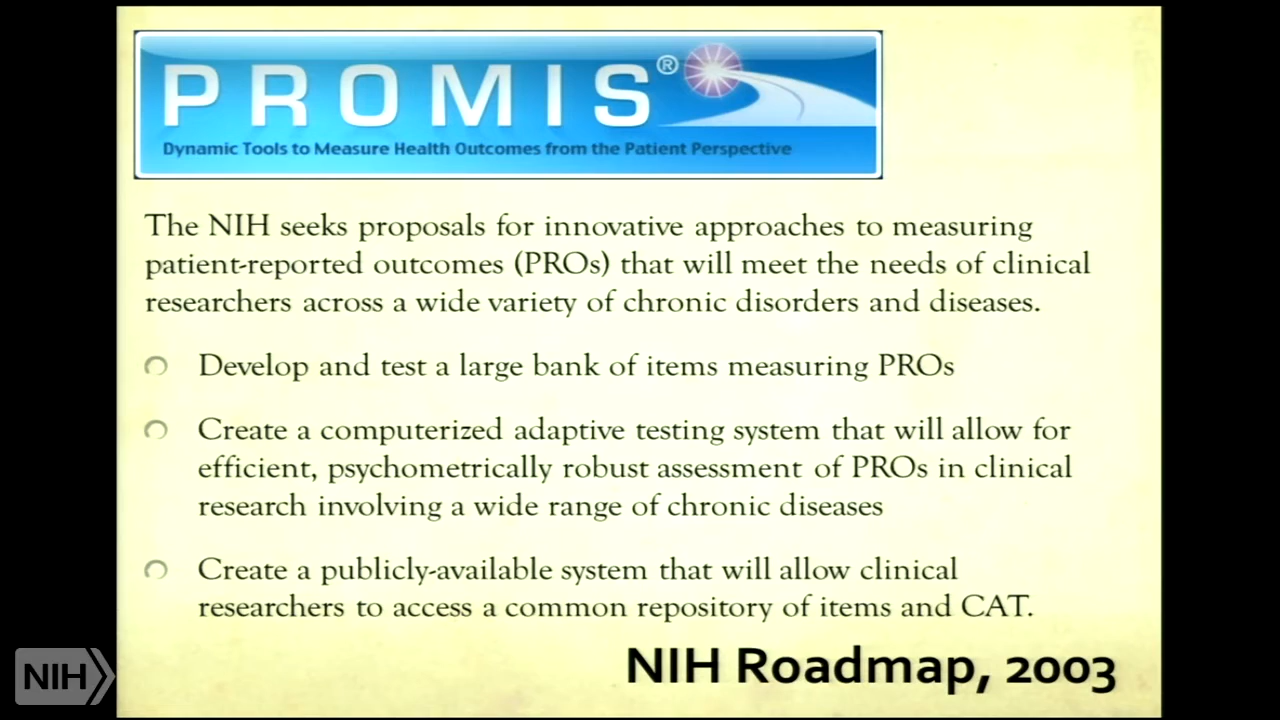 PROMIS®
Dynamic Tools to Measure Health Outcomes from the Patient Perspective
The NIH seeks proposals for innovative approaches to measuring
patient-reported outcomes (PROs) that will meet the needs of clinical
researchers across a wide variety of chronic disorders and diseases.
Develop and test a large bank of items measuring PROs
Create a computerized adaptive testing system that will allow for
efficient, psychometrically robust assessment of PROs in clinical
research involving a wide range of chronic diseases
Create a publicly-available system that will allow clinical
researchers to access a common repository of items and CAT.
NIH Roadmap, 2003
NIH